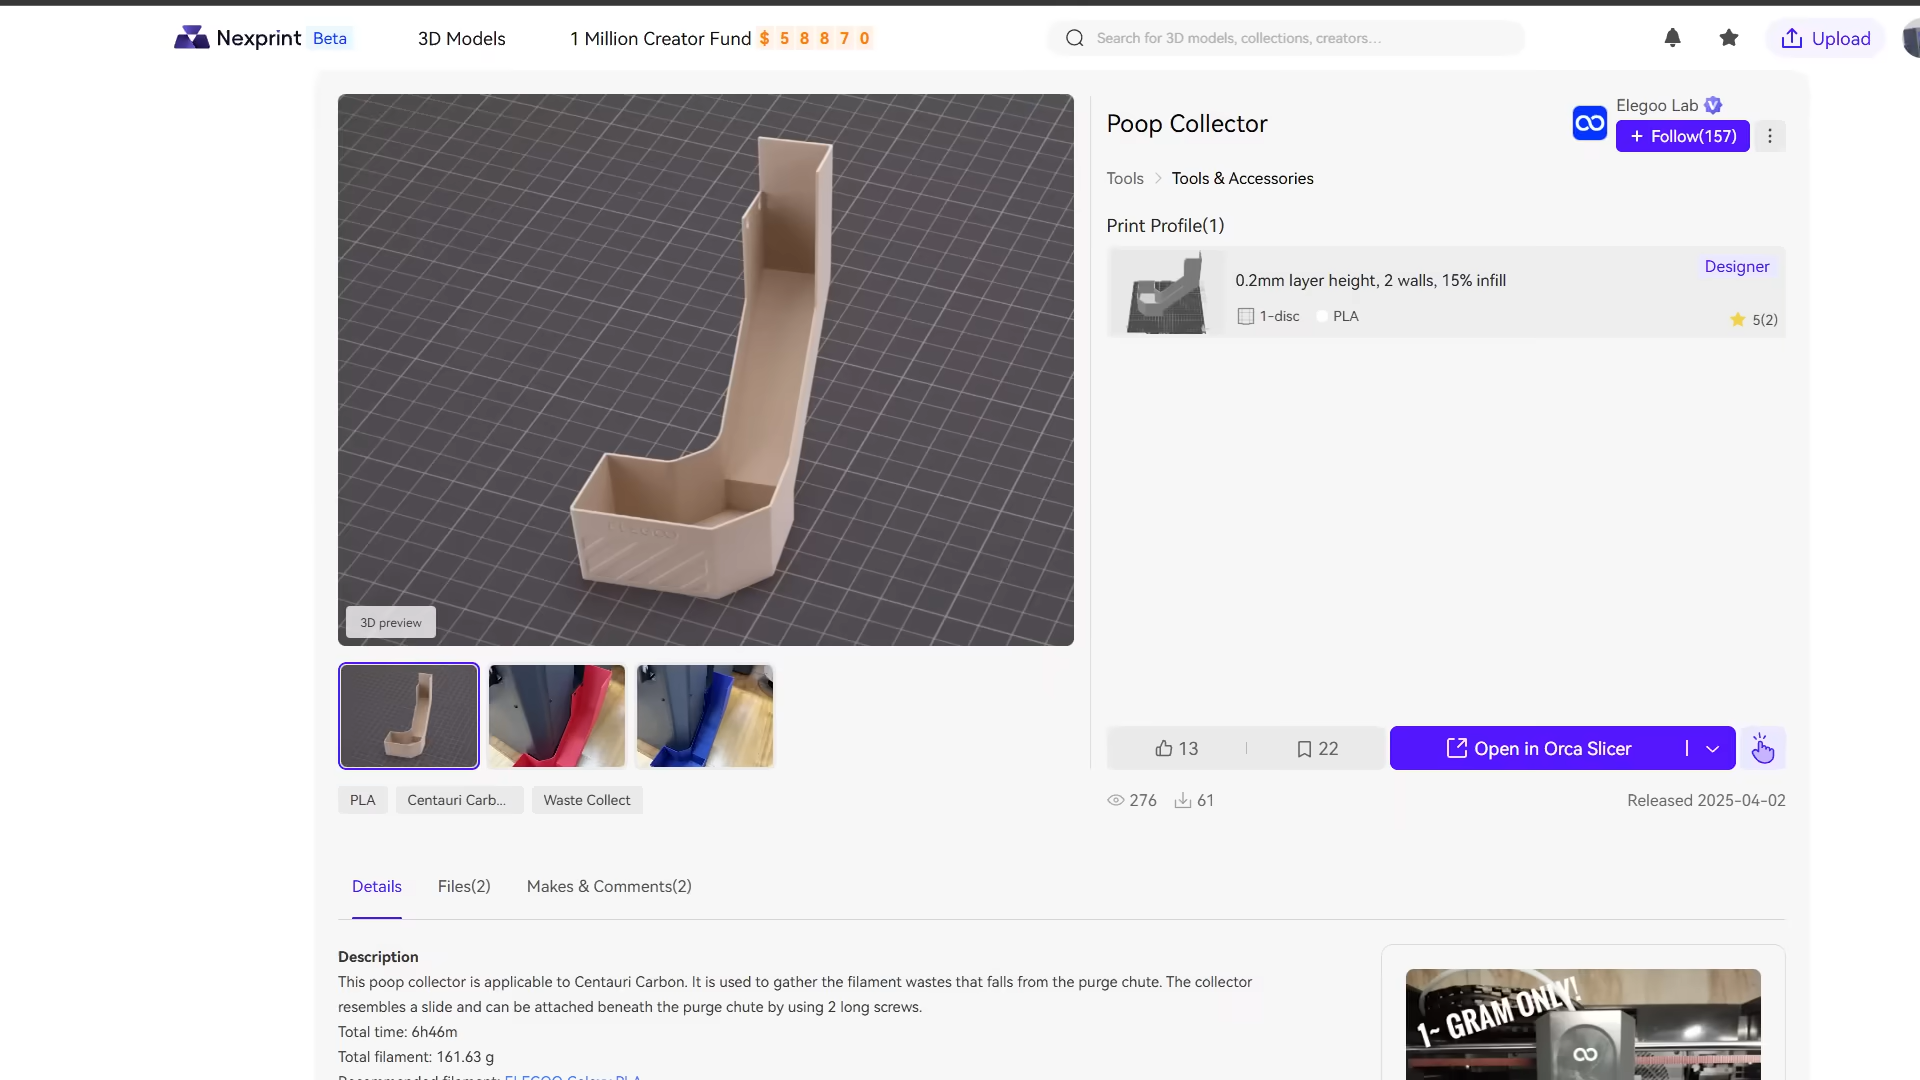 Nexprint Beta 3D Models 1 Million Creator Fund $ 5 8 8 7 0 Search for 3D models, collections, creators... Upload
Poop Collector
Elegoo Lab
+ Follow(157)
Tools > Tools & Accessories
Print Profile(1)
Designer
0.2mm layer height, 2 walls, 15% infill
1-disc PLA
5(2)
ELEGOO
3D preview
13 22 Open in Orca Slicer
PLA Centauri Carb... Waste Collect
276 61 Released 2025-04-02
Details Files(2) Makes & Comments(2)
Description
This poop collector is applicable to Centauri Carbon. It is used to gather the filament wastes that falls from the purge chute. The collector
resembles a slide and can be attached beneath the purge chute by using 2 long screws.
Total time: 6h46m
Total filament: 161.63 g
Recommended filament: ELEGOO Galaxy PLA
1~ GRAM ONLY!